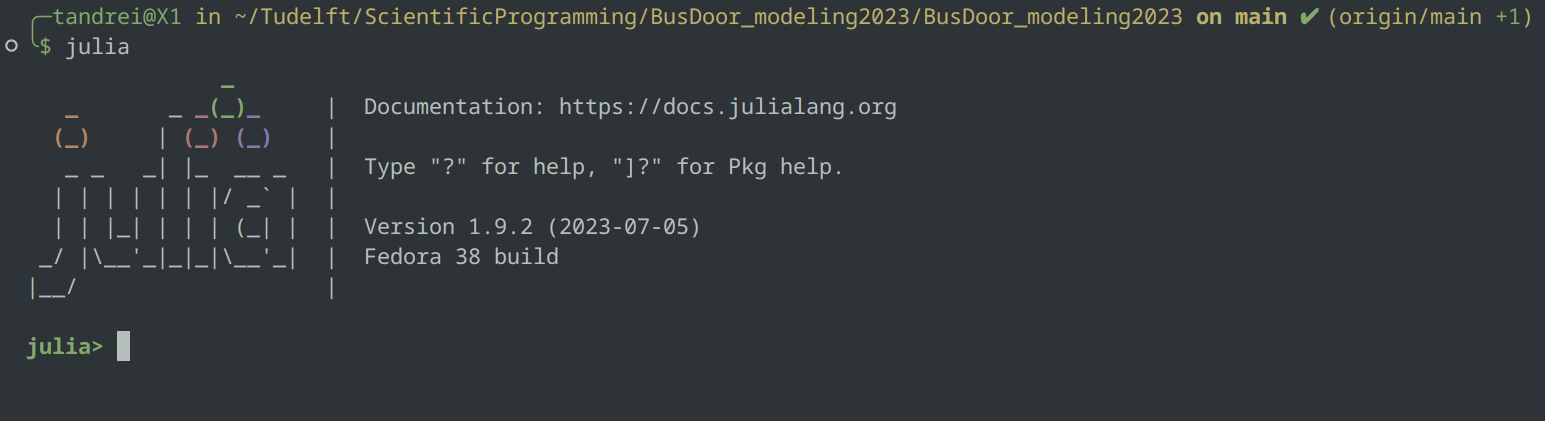 tandrei@X1 in ~/Tudelft/ScientificProgramming/BusDoor_modeling2023/BusDoor_modeling2023 on main ✔ (origin/main +1)
$ julia
               _
   _       _ _(_)_     |  Documentation: https://docs.julialang.org
  (_)     | (_) (_)    |
   _ _   _| |_  __ _   |  Type "?" for help, "]?" for Pkg help.
  | | | | | | |/ _` |  |
  | | |_| | | | (_| |  |  Version 1.9.2 (2023-07-05)
 _/ |\__'_|_|_|\__'_|  |  Fedora 38 build
|__/                   |
julia>